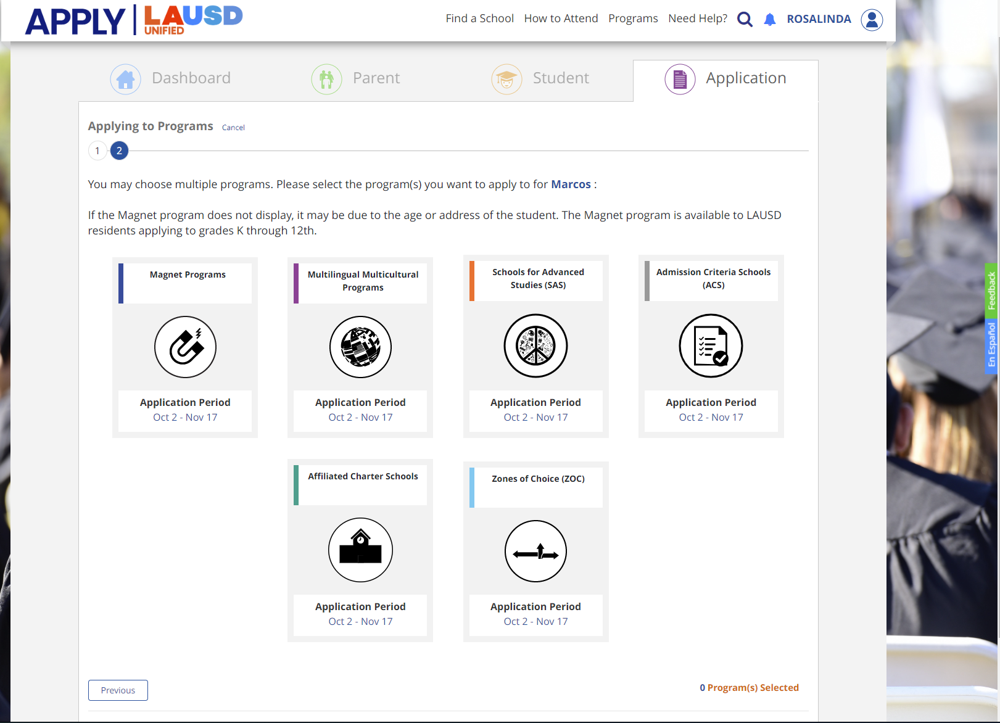 APPLY LAUSD UNIFIED
Find a School How to Attend Programs Need Help? ROSALINDA
Dashboard Parent Student Application
Applying to Programs Cancel
1 2
You may choose multiple programs. Please select the program(s) you want to apply to for Marcos :
If the Magnet program does not display, it may be due to the age or address of the student. The Magnet program is available to LAUSD
residents applying to grades K through 12th.
Magnet Programs
Application Period
Oct 2 - Nov 17
Multilingual Multicultural
Programs
Application Period
Oct 2 - Nov 17
Schools for Advanced
Studies (SAS)
Application Period
Oct 2 - Nov 17
Admission Criteria Schools
(ACS)
Application Period
Oct 2 - Nov 17
Affiliated Charter Schools
Application Period
Oct 2 - Nov 17
Zones of Choice (ZOC)
Application Period
Oct 2 - Nov 17
Feedback
En Español
Previous
0 Program(s) Selected